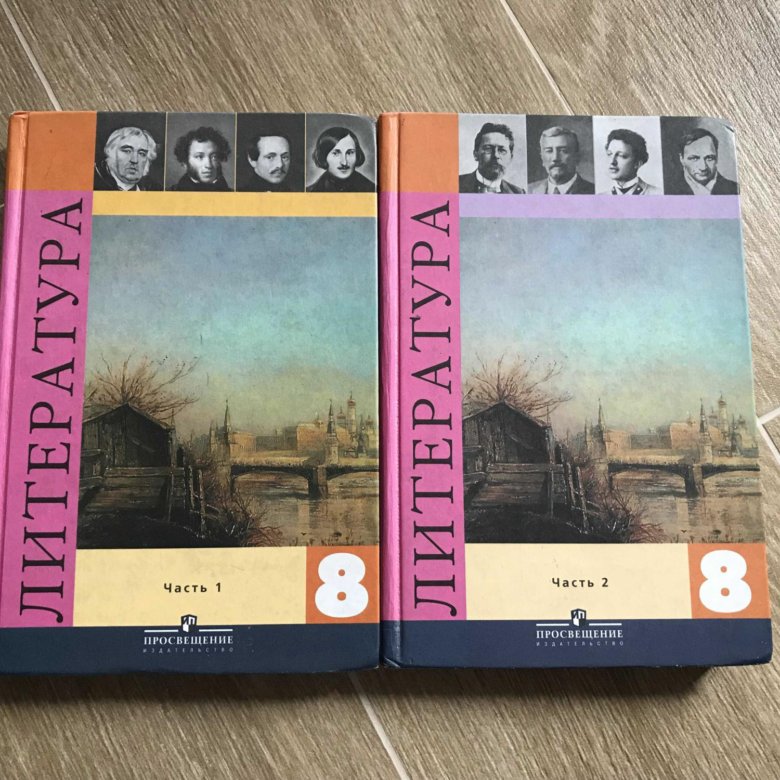 ЛИТЕРАТУРА
Часть 1
8
ПРОСВЕЩЕНИЕ
ИЗДАТЕЛЬСТВО
ЛИТЕРАТУРА
Часть 2
8
ПРОСВЕЩЕНИЕ
ИЗДАТЕЛЬСТВО